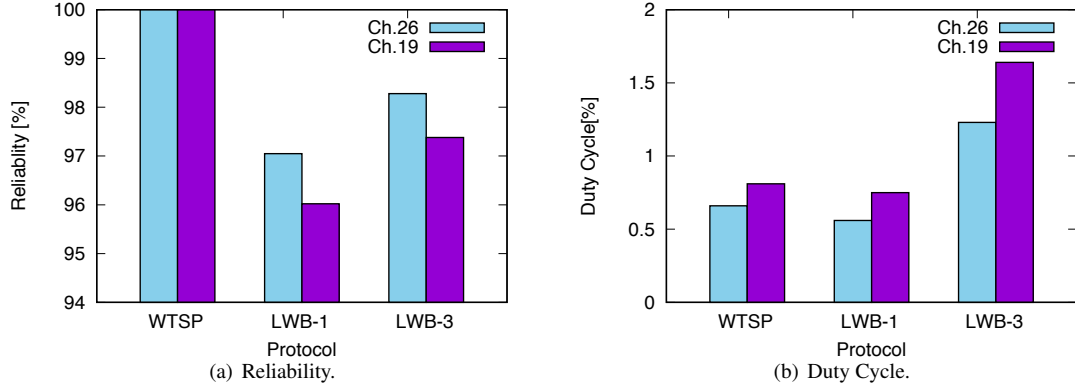 100
99
98
97
96
95
94
Reliablity [%]
Ch.26
Ch.19
WTSP LWB-1 LWB-3
Protocol
(a) Reliability.
2
1.5
1
0.5
0
Duty Cycle[%]
Ch.26
Ch.19
WTSP LWB-1 LWB-3
Protocol
(b) Duty Cycle.